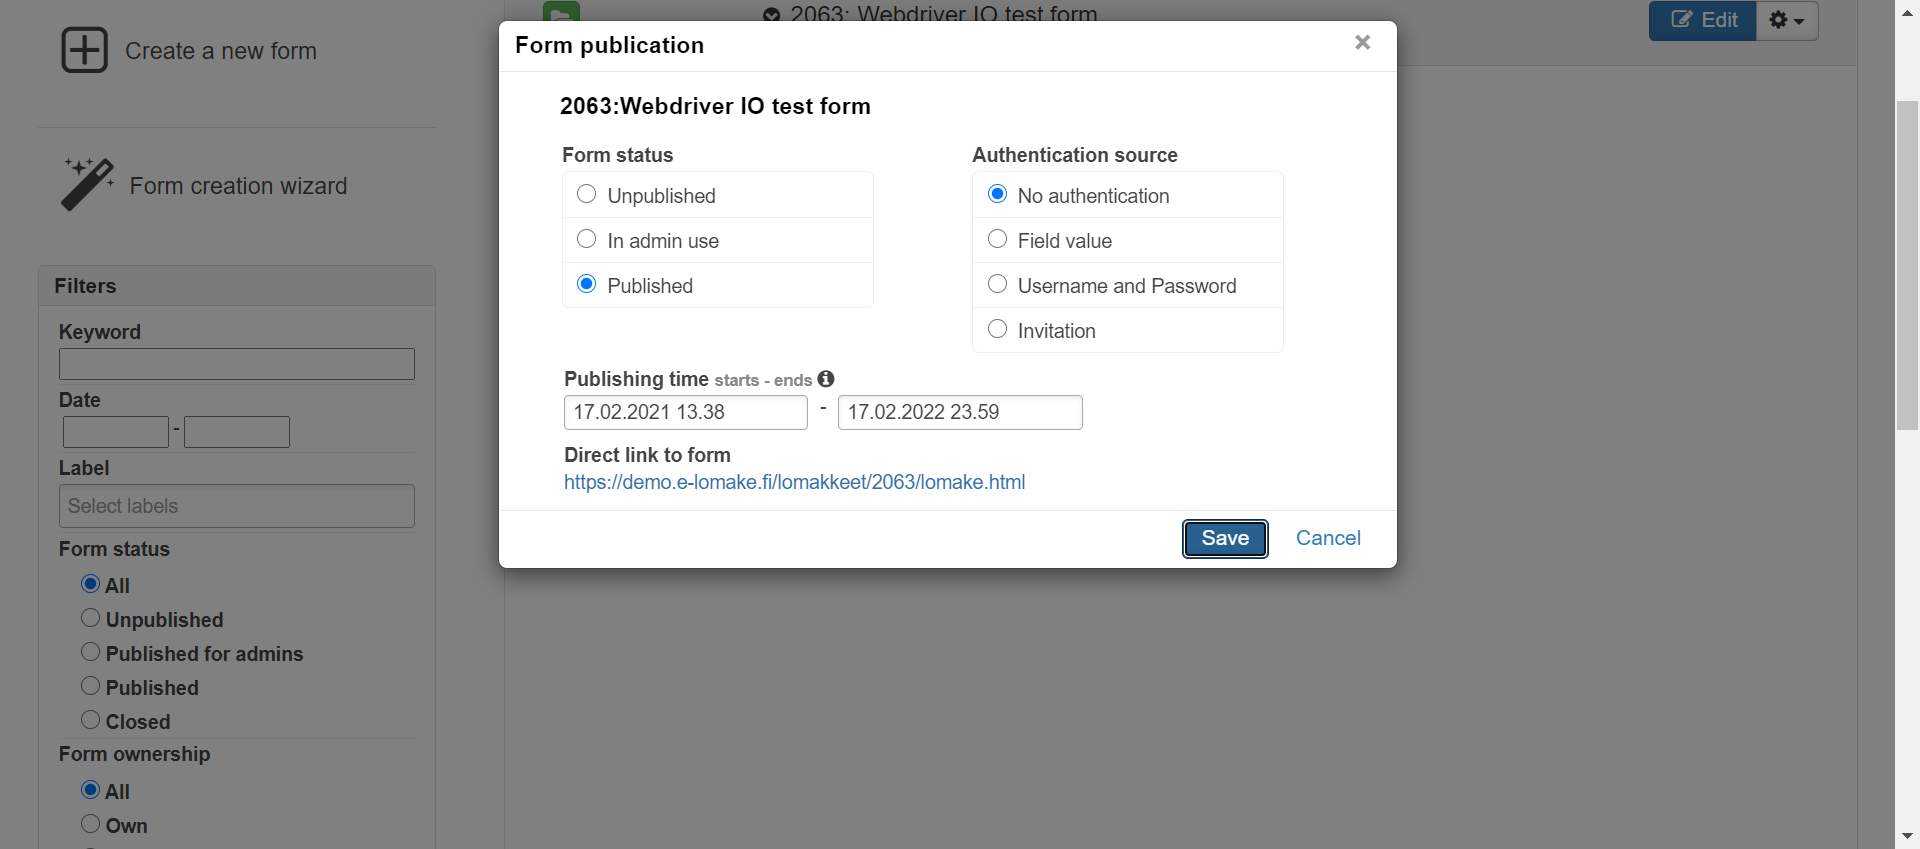 Create a new form
Form creation wizard
Filters
Keyword
Date
-
Label
Select labels
Form status
All
Unpublished
Published for admins
Published
Closed
Form ownership
All
Own
2063: Webdriver IO test form
Edit
Form publication
×
2063:Webdriver IO test form
Form status
Unpublished
In admin use
Published
Authentication source
No authentication
Field value
Username and Password
Invitation
Publishing time starts - ends
17.02.2021 13.38 - 17.02.2022 23.59
Direct link to form
https://demo.e-lomake.fi/lomakkeet/2063/lomake.html
Save Cancel